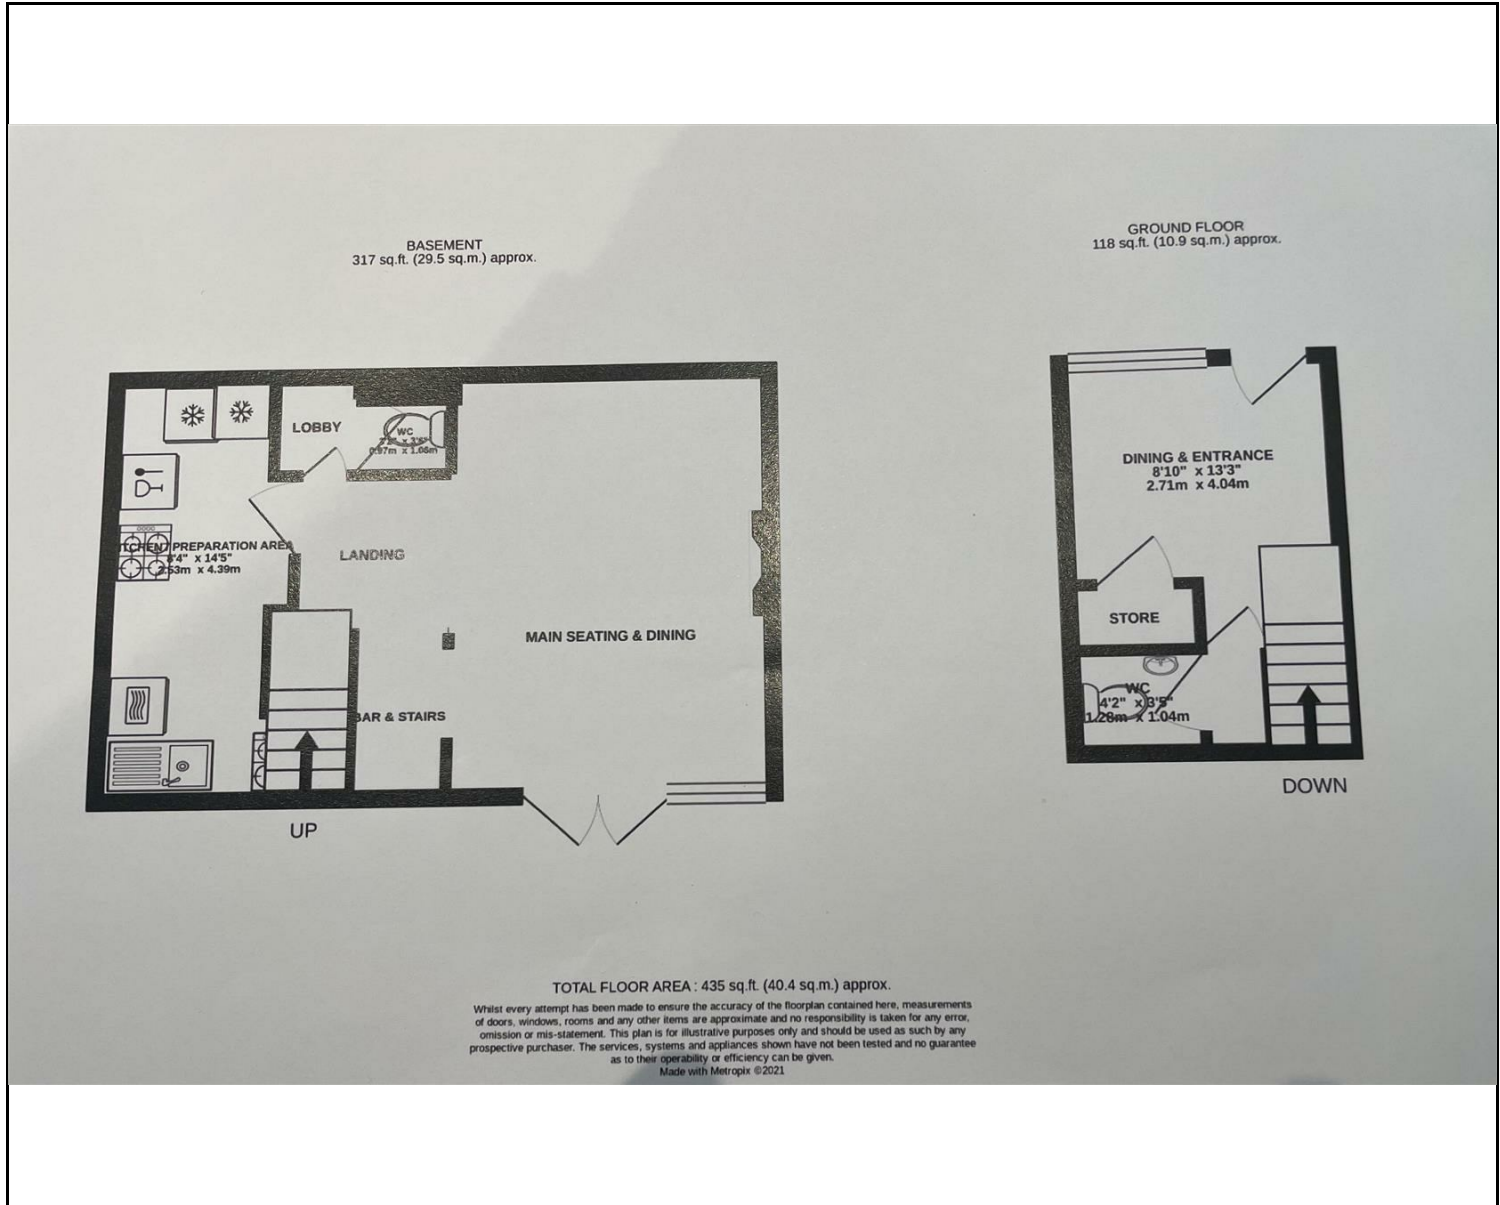 BASEMENT
317 sq.ft. (29.5 sq.m.) approx.
GROUND FLOOR
118 sq.ft. (10.9 sq.m.) approx.
LOBBY
WC
x 3'6"
0.97m x 1.06m
PREPARATION AREA
8'4" x 14'5"
2.53m x 4.39m
LANDING
MAIN SEATING & DINING
BAR & STAIRS
UP
DINING & ENTRANCE
8'10" x 13'3"
2.71m x 4.04m
STORE
WC
4'2" x 3'5"
1.28m x 1.04m
DOWN
TOTAL FLOOR AREA : 435 sq.ft. (40.4 sq.m.) approx.
Whilst every attempt has been made to ensure the accuracy of the floorplan contained here, measurements
of doors, windows, rooms and any other items are approximate and no responsibility is taken for any error,
omission or mis-statement. This plan is for illustrative purposes only and should be used as such by any
prospective purchaser. The services, systems and appliances shown have not been tested and no guarantee
as to their operability or efficiency can be given.
Made with Metropix ©2021